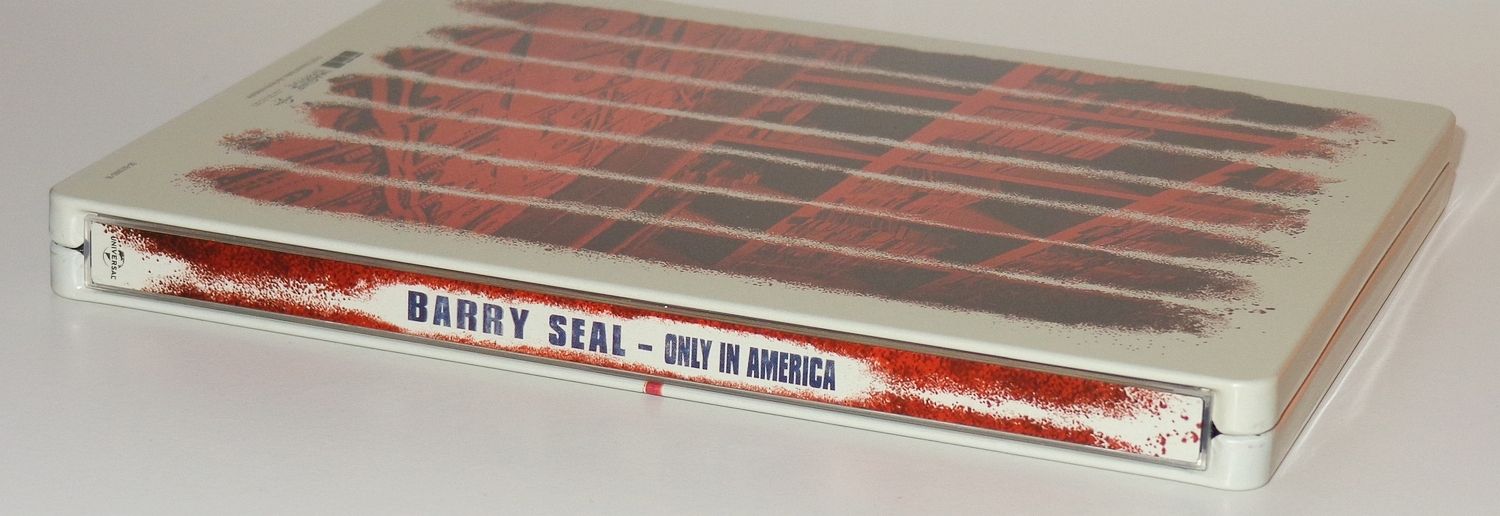 UNIVERSAL
BARRY SEAL – ONLY IN AMERICA